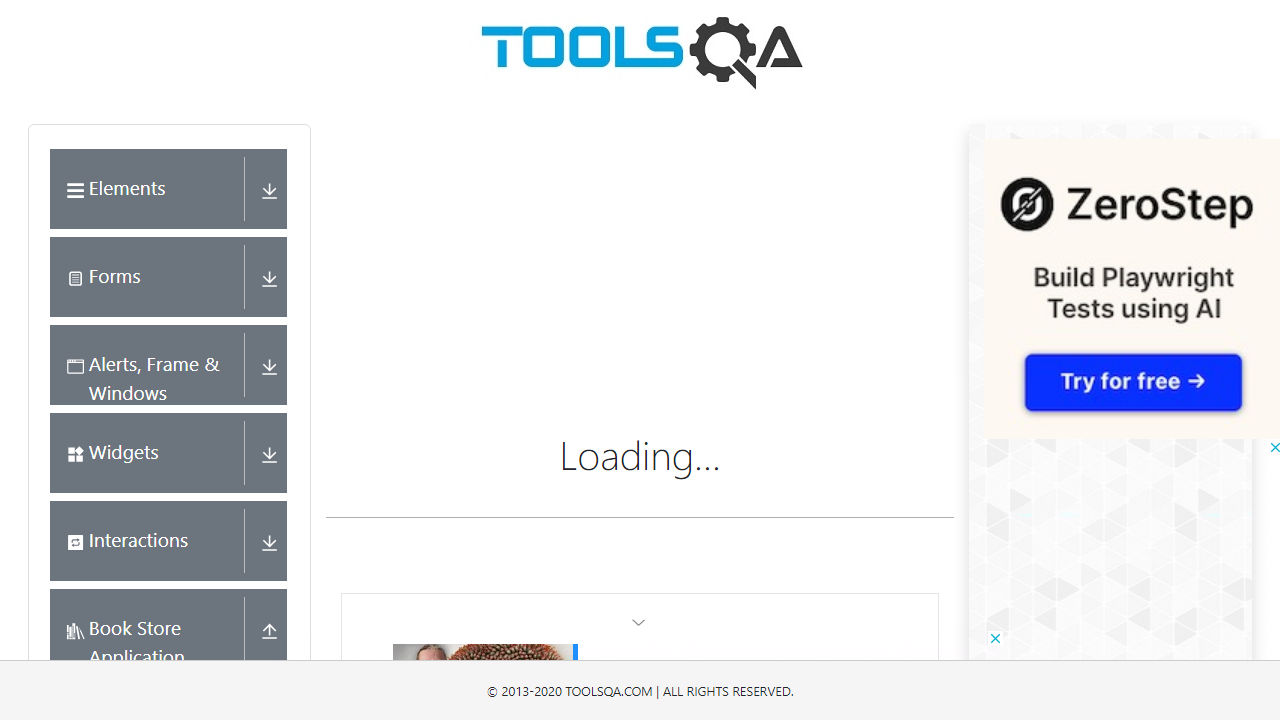 TOOLSQA
Elements
Forms
Alerts, Frame &
Windows
Widgets
Interactions
Book Store
Application
Loading...
ZeroStep
Build Playwright
Tests using AI
Try for free →
© 2013-2020 TOOLSQA.COM | ALL RIGHTS RESERVED.